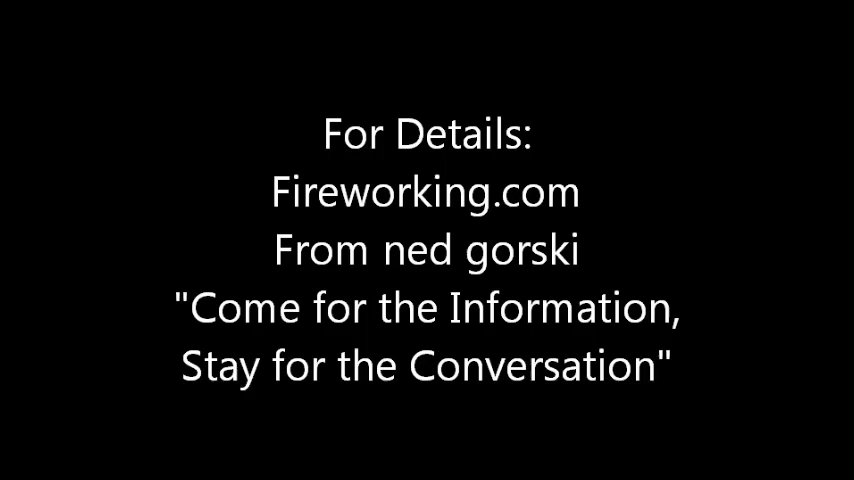 For Details:
Fireworking.com
From ned gorski
"Come for the Information,
Stay for the Conversation"